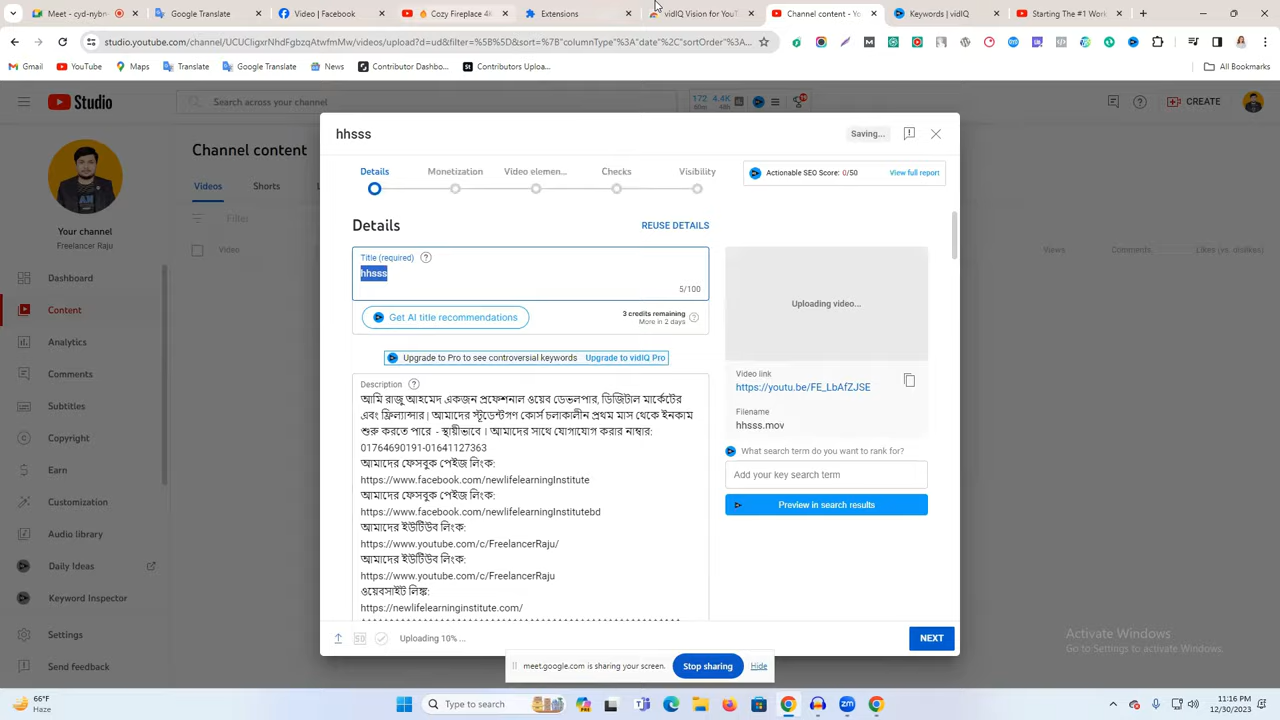 Meet
Google Translate
Video Facebook
Cozy Fireplace 4K
Extensions
vidIQ Vision for YouT
Channel content - Yo
Keywords | vidIQ
Starting The #1 Work
studio.youtube.com/channel/UCUCligxrNhdFgbzq/videos/upload?d=ud&filter=%5B%5D&sort=%7B"columnType"%3A"date"%2C"sortOrder"%...
Gmail
YouTube
Maps
Translate
Google Translate
News
Contributor Dashbo...
Contributors Uploa...
All Bookmarks
Studio
Search across your channel
172
4.4K
60m
48h
CREATE
Channel content
Videos
Shorts
Filter
Video
Views
Comments
Likes (vs. dislikes)
Your channel
Freelancer Raju
Dashboard
Content
Analytics
Comments
Subtitles
Copyright
Earn
Customization
Audio library
Daily Ideas
Keyword Inspector
Settings
Send feedback
hhsss
Saving...
Details
Monetization
Video elemen...
Checks
Visibility
Actionable SEO Score: 0/50
View full report
Details
REUSE DETAILS
Title (required)
hhsss
5/100
Get AI title recommendations
3 credits remaining
More in 2 days
Upgrade to Pro to see controversial keywords
Upgrade to vidIQ Pro
Description
আমি রাজু আহমেদ একজন প্রফেশনাল ওয়েব ডেভলপার, ডিজিটাল মার্কেটের
এবং ফ্রিল্যান্সার | আমাদের স্টুডেন্টগণ কোর্স চলাকালীন প্রথম মাস থেকে ইনকাম
শুরু করতে পারে - স্থায়ীভাবে । আমাদের সাথে যোগাযোগ করার নাম্বার:
01764690191-01641127363
আমাদের ফেসবুক পেইজ লিংক:
https://www.facebook.com/newlifelearningInstitute
আমাদের ফেসবুক পেইজ লিংক:
https://www.facebook.com/newlifelearningInstitutebd
আমাদের ইউটিউব লিংক:
https://www.youtube.com/c/FreelancerRaju/
আমাদের ইউটিউব লিংক:
https://www.youtube.com/c/FreelancerRaju
ওয়েবসাইট লিঙ্ক:
https://newlifelearninginstitute.com/
Uploading video...
Video link
https://youtu.be/FE_LbAfZJSE
Filename
hhsss.mov
What search term do you want to rank for?
Add your key search term
Preview in search results
Uploading 10% ...
NEXT
meet.google.com is sharing your screen.
Stop sharing
Hide
Activate Windows
Go to Settings to activate Windows.
66°F
Haze
Type here to search
11:16 PM
12/30/2023